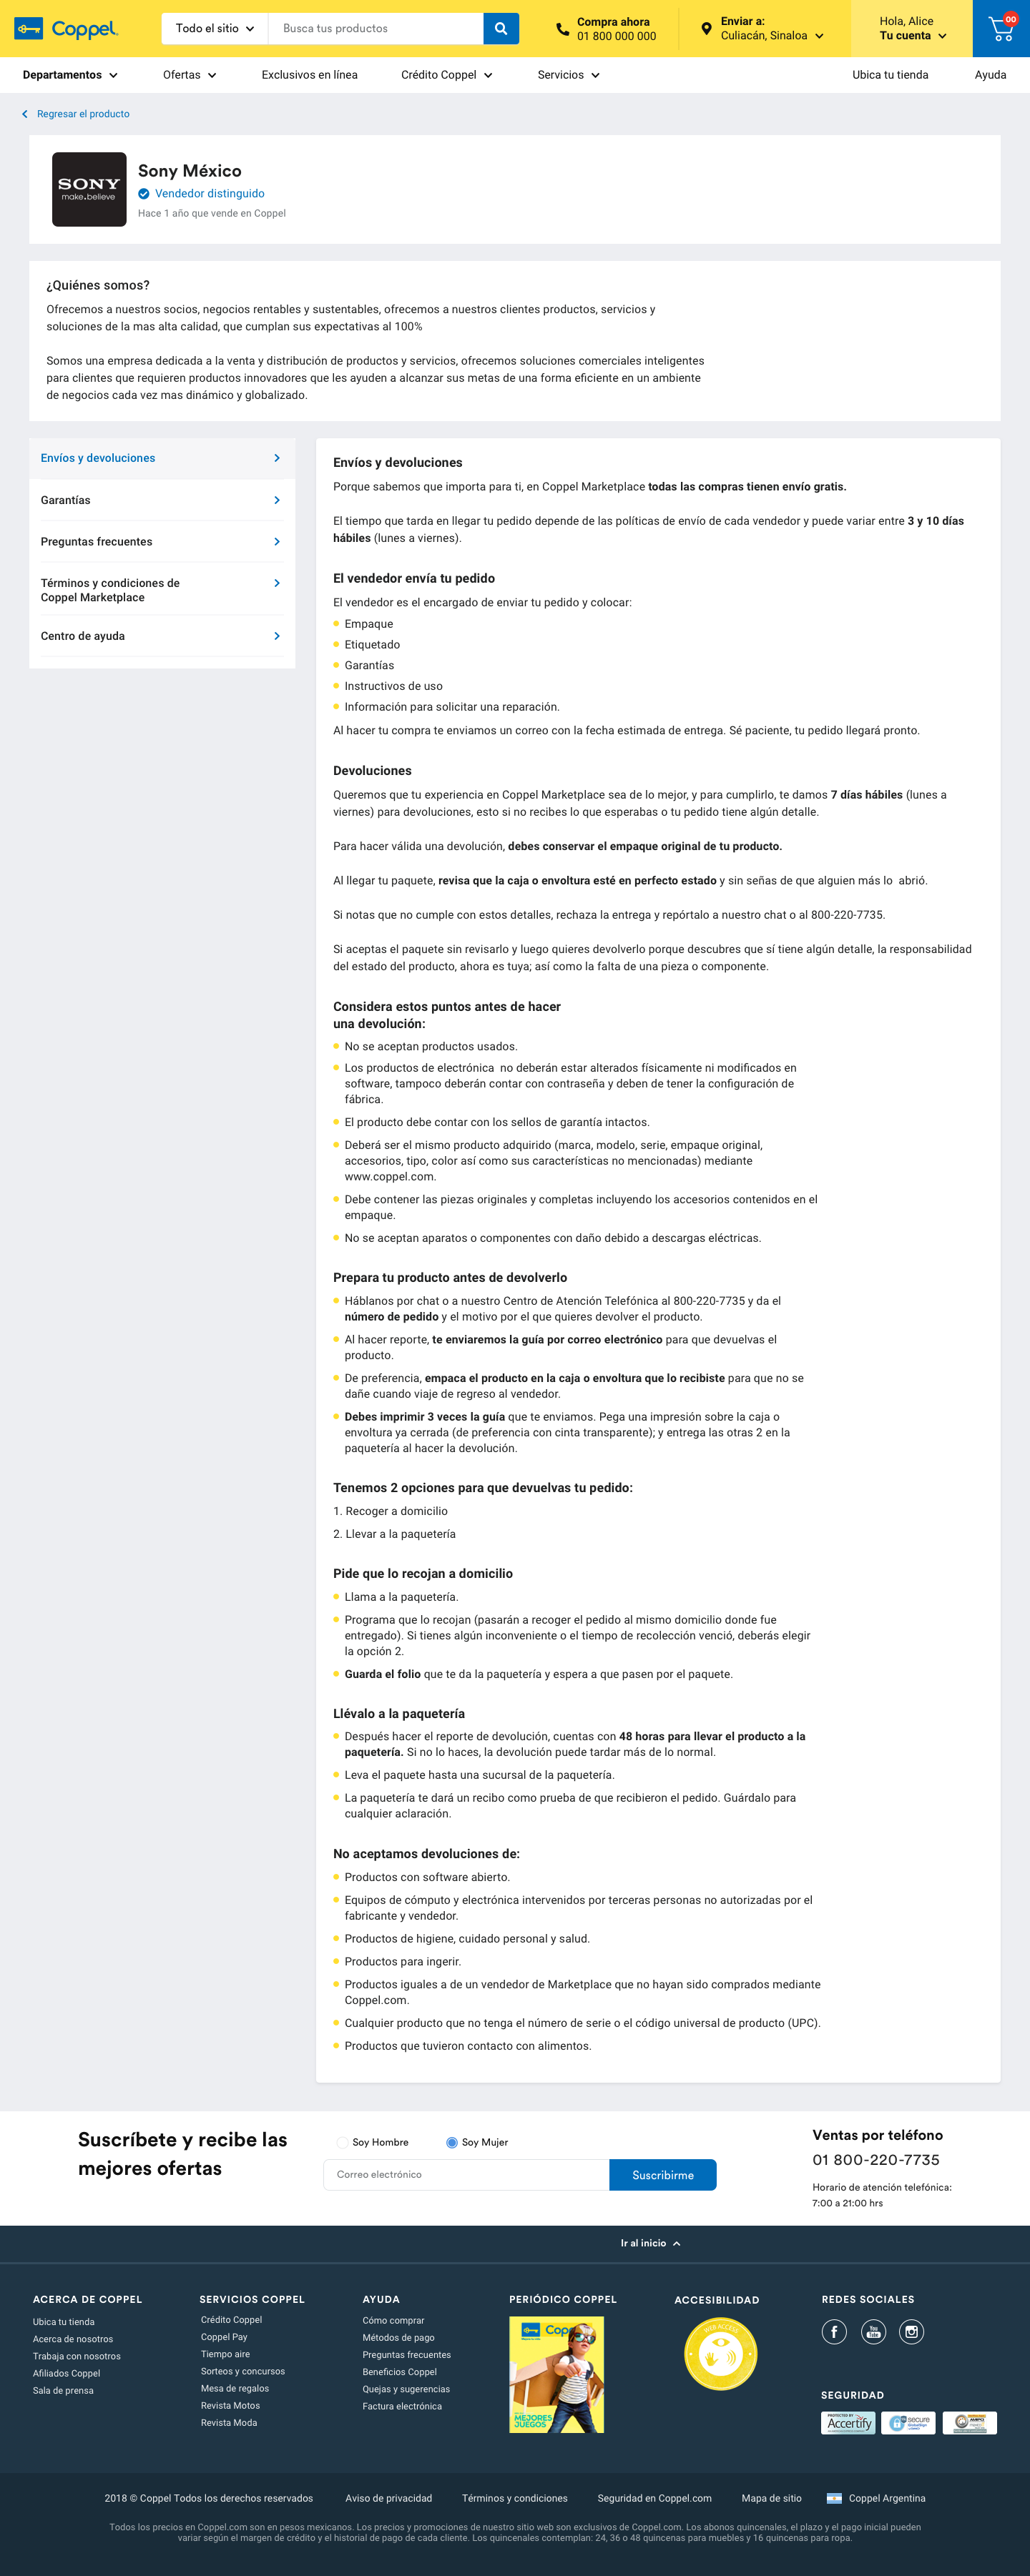 Coppel.
Todo el sitio
Busca tus productos
Compra ahora
01 800 000 000
Enviar a:
Culiacán, Sinaloa
Hola, Alice
Tu cuenta
00
Departamentos
Ofertas
Exclusivos en línea
Crédito Coppel
Servicios
Ubica tu tienda
Ayuda
Regresar el producto
SONY
make.believe
Sony México
Vendedor distinguido
Hace 1 año que vende en Coppel
¿Quiénes somos?
Ofrecemos a nuestros socios, negocios rentables y sustentables, ofrecemos a nuestros clientes productos, servicios y
soluciones de la mas alta calidad, que cumplan sus expectativas al 100%
Somos una empresa dedicada a la venta y distribución de productos y servicios, ofrecemos soluciones comerciales inteligentes
para clientes que requieren productos innovadores que les ayuden a alcanzar sus metas de una forma eficiente en un ambiente
de negocios cada vez mas dinámico y globalizado.
Envíos y devoluciones
Garantías
Preguntas frecuentes
Términos y condiciones de
Coppel Marketplace
Centro de ayuda
Envíos y devoluciones
Porque sabemos que importa para ti, en Coppel Marketplace todas las compras tienen envío gratis.
El tiempo que tarda en llegar tu pedido depende de las políticas de envío de cada vendedor y puede variar entre 3 y 10 días
hábiles (lunes a viernes).
El vendedor envía tu pedido
El vendedor es el encargado de enviar tu pedido y colocar:
Empaque
Etiquetado
Garantías
Instructivos de uso
Información para solicitar una reparación.
Al hacer tu compra te enviamos un correo con la fecha estimada de entrega. Sé paciente, tu pedido llegará pronto.
Devoluciones
Queremos que tu experiencia en Coppel Marketplace sea de lo mejor, y para cumplirlo, te damos 7 días hábiles (lunes a
viernes) para devoluciones, esto si no recibes lo que esperabas o tu pedido tiene algún detalle.
Para hacer válida una devolución, debes conservar el empaque original de tu producto.
Al llegar tu paquete, revisa que la caja o envoltura esté en perfecto estado y sin señas de que alguien más lo  abrió.
Si notas que no cumple con estos detalles, rechaza la entrega y repórtalo a nuestro chat o al 800-220-7735.
Si aceptas el paquete sin revisarlo y luego quieres devolverlo porque descubres que sí tiene algún detalle, la responsabilidad
del estado del producto, ahora es tuya; así como la falta de una pieza o componente.
Considera estos puntos antes de hacer
una devolución:
No se aceptan productos usados.
Los productos de electrónica  no deberán estar alterados físicamente ni modificados en
software, tampoco deberán contar con contraseña y deben de tener la configuración de
fábrica.
El producto debe contar con los sellos de garantía intactos.
Deberá ser el mismo producto adquirido (marca, modelo, serie, empaque original,
accesorios, tipo, color así como sus características no mencionadas) mediante
www.coppel.com.
Debe contener las piezas originales y completas incluyendo los accesorios contenidos en el
empaque.
No se aceptan aparatos o componentes con daño debido a descargas eléctricas.
Prepara tu producto antes de devolverlo
Háblanos por chat o a nuestro Centro de Atención Telefónica al 800-220-7735 y da el
número de pedido y el motivo por el que quieres devolver el producto.
Al hacer reporte, te enviaremos la guía por correo electrónico para que devuelvas el
producto.
De preferencia, empaca el producto en la caja o envoltura que lo recibiste para que no se
dañe cuando viaje de regreso al vendedor.
Debes imprimir 3 veces la guía que te enviamos. Pega una impresión sobre la caja o
envoltura ya cerrada (de preferencia con cinta transparente); y entrega las otras 2 en la
paquetería al hacer la devolución.
Tenemos 2 opciones para que devuelvas tu pedido:
1. Recoger a domicilio
2. Llevar a la paquetería
Pide que lo recojan a domicilio
Llama a la paquetería.
Programa que lo recojan (pasarán a recoger el pedido al mismo domicilio donde fue
entregado). Si tienes algún inconveniente o el tiempo de recolección venció, deberás elegir
la opción 2.
Guarda el folio que te da la paquetería y espera a que pasen por el paquete.
Llévalo a la paquetería
Después hacer el reporte de devolución, cuentas con 48 horas para llevar el producto a la
paquetería. Si no lo haces, la devolución puede tardar más de lo normal.
Leva el paquete hasta una sucursal de la paquetería.
La paquetería te dará un recibo como prueba de que recibieron el pedido. Guárdalo para
cualquier aclaración.
No aceptamos devoluciones de:
Productos con software abierto.
Equipos de cómputo y electrónica intervenidos por terceras personas no autorizadas por el
fabricante y vendedor.
Productos de higiene, cuidado personal y salud.
Productos para ingerir.
Productos iguales a de un vendedor de Marketplace que no hayan sido comprados mediante
Coppel.com.
Cualquier producto que no tenga el número de serie o el código universal de producto (UPC).
Productos que tuvieron contacto con alimentos.
Suscríbete y recibe las
mejores ofertas
Soy Hombre
Soy Mujer
Correo electrónico
Suscribirme
Ventas por teléfono
01 800-220-7735
Horario de atención telefónica:
7:00 a 21:00 hrs
Ir al inicio
ACERCA DE COPPEL
Ubica tu tienda
Acerca de nosotros
Trabaja con nosotros
Afiliados Coppel
Sala de prensa
SERVICIOS COPPEL
Crédito Coppel
Coppel Pay
Tiempo aire
Sorteos y concursos
Mesa de regalos
Revista Motos
Revista Moda
AYUDA
Cómo comprar
Métodos de pago
Preguntas frecuentes
Beneficios Coppel
Quejas y sugerencias
Factura electrónica
PERIÓDICO COPPEL
MEJORES
JUEGOS
ACCESIBILIDAD
WEB ACCESS
REDES SOCIALES
You
Tube
SEGURIDAD
PROTECTED BY
Accertify
secure
AMIPCI
2018 © Coppel Todos los derechos reservados
Aviso de privacidad
Términos y condiciones
Seguridad en Coppel.com
Mapa de sitio
Coppel Argentina
Todos los precios en Coppel.com son en pesos mexicanos. Los precios y promociones de nuestro sitio web son exclusivos de Coppel.com. Los abonos quincenales, el plazo y el pago inicial pueden
variar según el margen de crédito y el historial de pago de cada cliente. Los quincenales contemplan: 24, 36 o 48 quincenas para muebles y 16 quincenas para ropa.